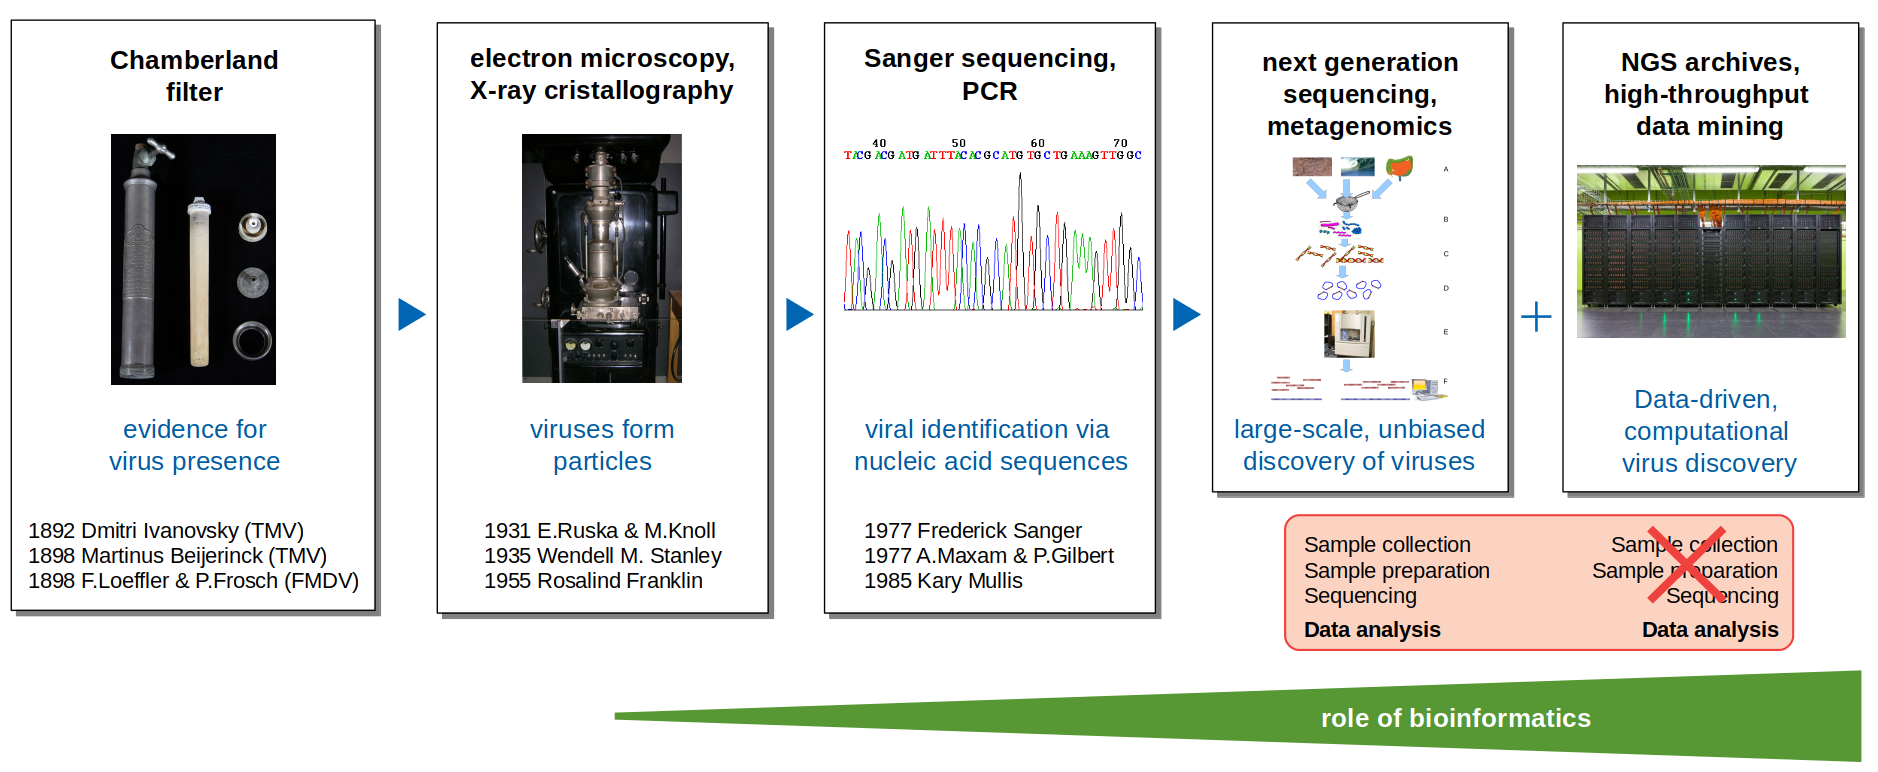 Chamberland
filter
evidence for
virus presence
1892 Dmitri Ivanovsky (TMV)
1898 Martinus Beijerinck (TMV)
1898 F.Loeffler & P.Frosch (FMDV)
electron microscopy,
X-ray cristallography
viruses form
particles
1931 E.Ruska & M.Knoll
1935 Wendell M. Stanley
1955 Rosalind Franklin
Sanger sequencing,
PCR
40 50 60 70
TACGACGATGATTTACACGCATGTGCTGAAAGTTGGC
viral identification via
nucleic acid sequences
1977 Frederick Sanger
1977 A.Maxam & P.Gilbert
1985 Kary Mullis
next generation
sequencing,
metagenomics
A
B
C
D
E
F
large-scale, unbiased
discovery of viruses
NGS archives,
high-throughput
data mining
Data-driven,
computational
virus discovery
Sample collection
Sample preparation
Sequencing
Data analysis
Sample collection
Sample preparation
Sequencing
Data analysis
role of bioinformatics